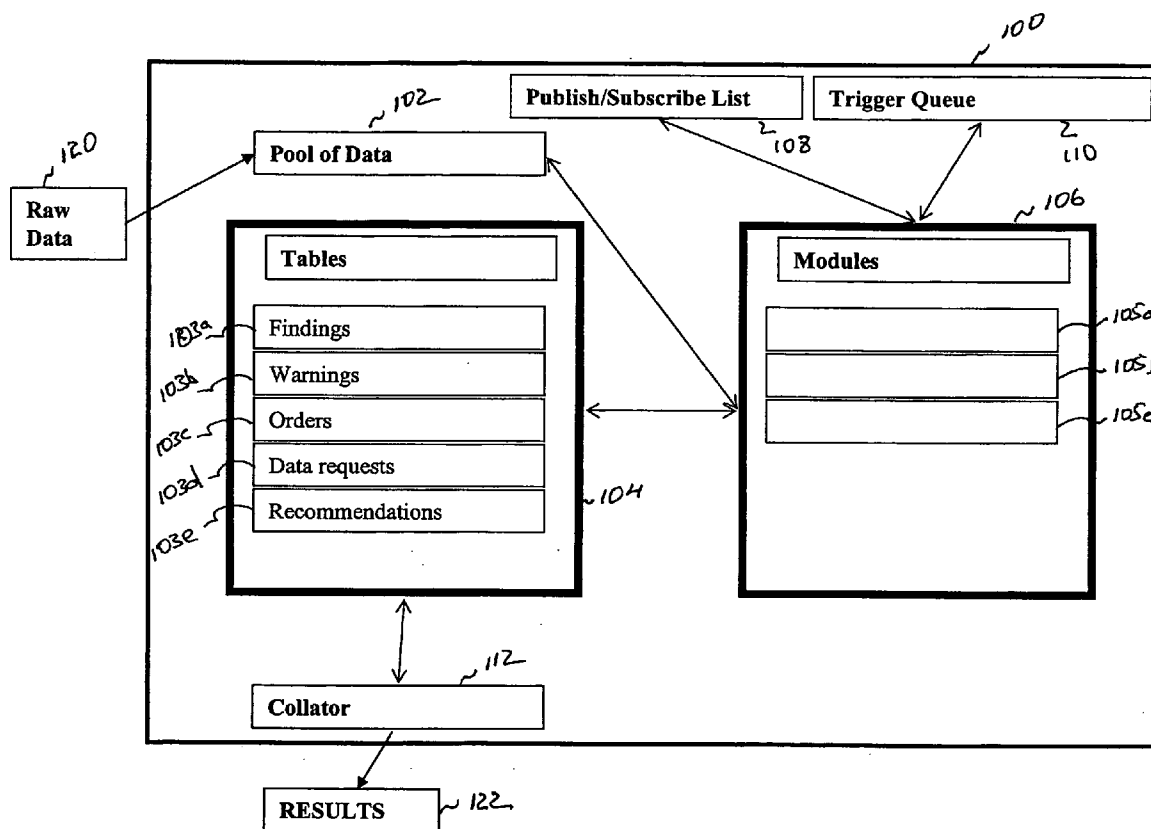 100
Publish/Subscribe List
Trigger Queue
102
108
110
120
Pool of Data
Raw
Data
106
Tables
Modules
103a
Findings
105a
103b
Warnings
103c
Orders
103d
Data requests
104
103e
Recommendations
112
Collator
RESULTS
122